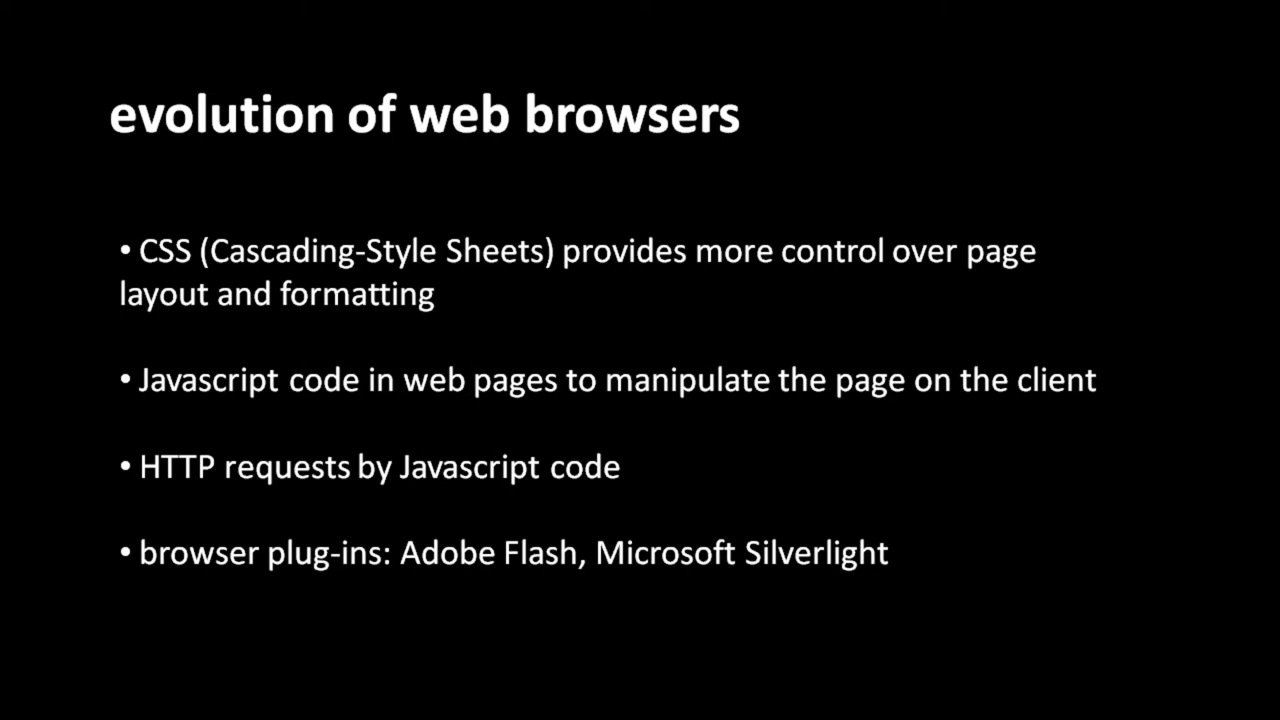 evolution of web browsers
• CSS (Cascading-Style Sheets) provides more control over page
layout and formatting
• Javascript code in web pages to manipulate the page on the client
• HTTP requests by Javascript code
• browser plug-ins: Adobe Flash, Microsoft Silverlight